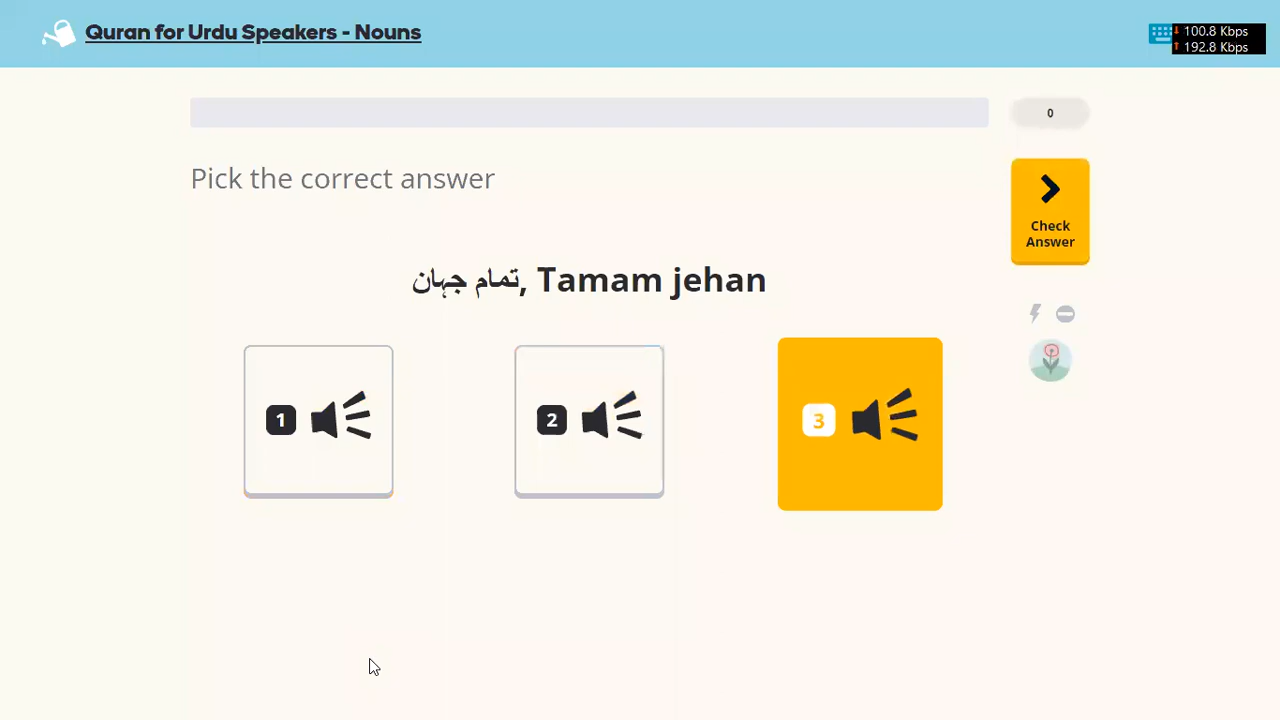 Quran for Urdu Speakers - Nouns
100.8 Kbps
192.8 Kbps
0
Pick the correct answer
Check
Answer
تمام جہان, Tamam jehan
1
2
3